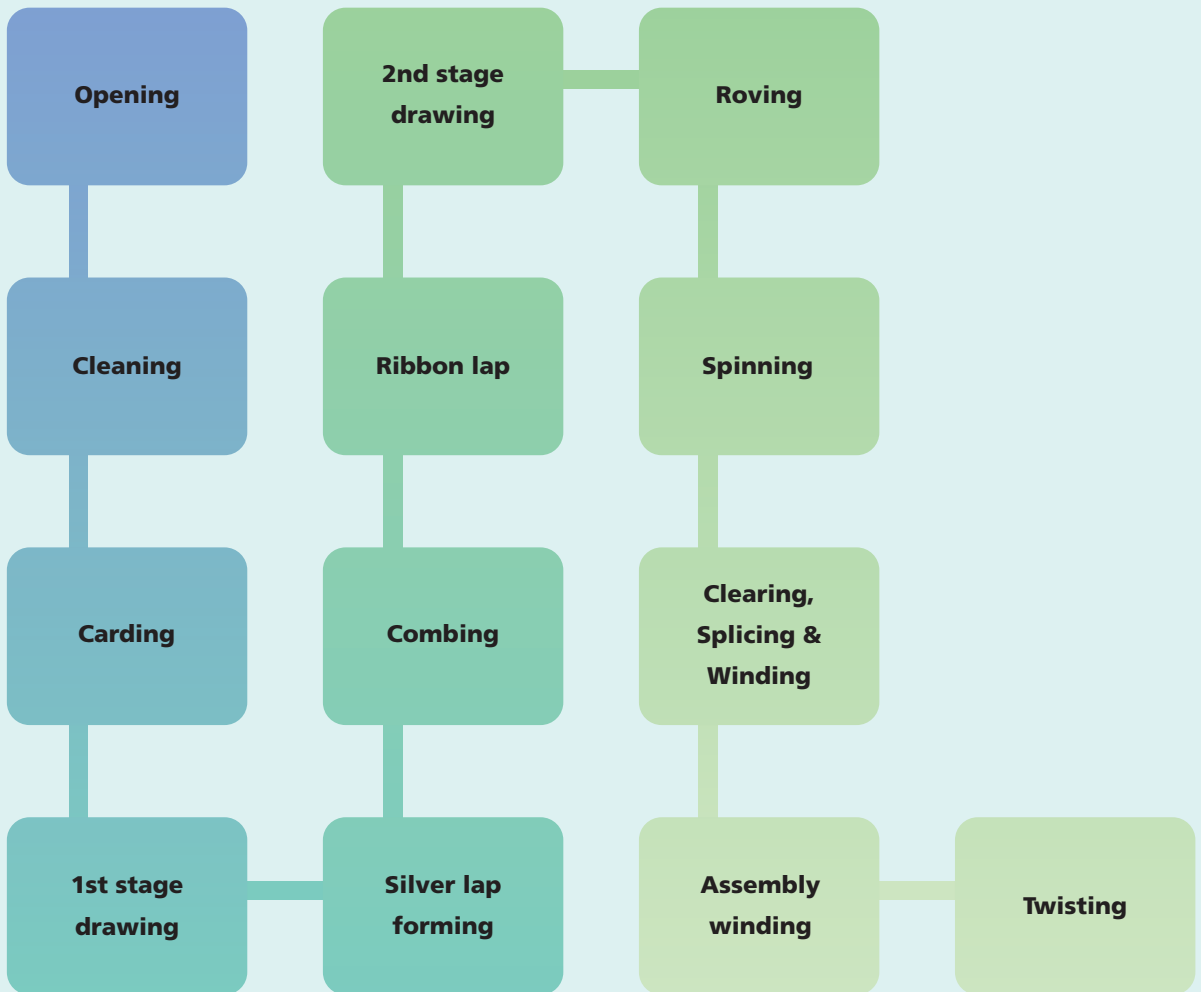 Opening
Cleaning
Carding
1st stage
drawing
Silver lap
forming
Combing
Ribbon lap
2nd stage
drawing
Roving
Spinning
Clearing,
Splicing &
Winding
Assembly
winding
Twisting